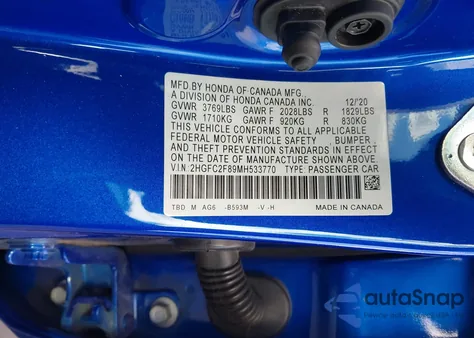 MFD.BY HONDA OF CANADA MFG.,
A DIVISION OF HONDA CANADA INC. 12/'20
GVWR 3769LBS GAWR F 2028LBS R 1829LBS
GVWR 1710KG GAWR F 920KG R 830KG
THIS VEHICLE CONFORMS TO ALL APPLICABLE
FEDERAL MOTOR VEHICLE SAFETY , BUMPER ,
AND THEFT PREVENTION STANDARDS IN EFFECT
ON THE DATE OF MANUFACTURE SHOWN ABOVE.
VIN: 2HGFC2F89MH533770 TYPE: PASSENGER CAR
TBD M AG6 -B593M -V-H MADE IN CANADA
autoSnap